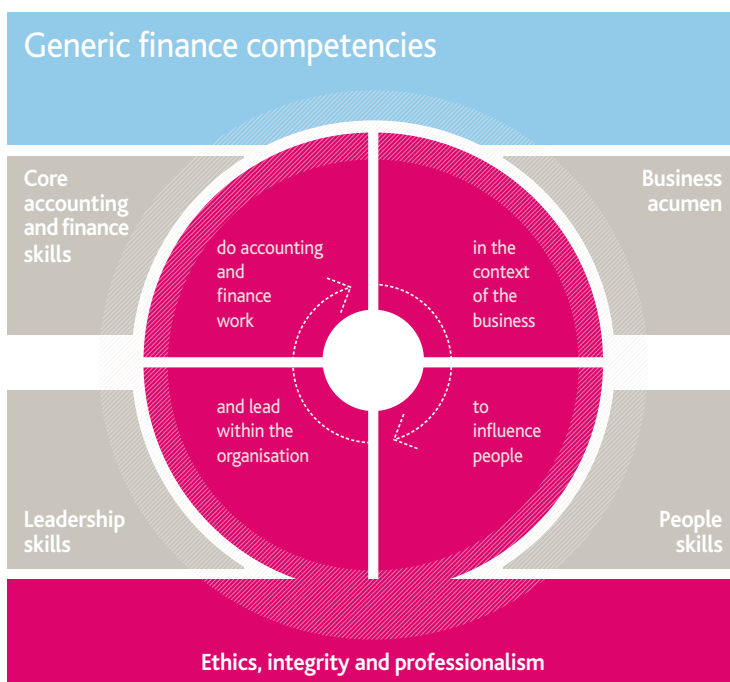 Generic finance competencies
Core
accounting
and finance
skills
Business
acumen
do accounting
and
finance
work
in the
context
of the
business
and lead
within the
organisation
to
influence
people
Leadership
skills
People
skills
Ethics, integrity and professionalism